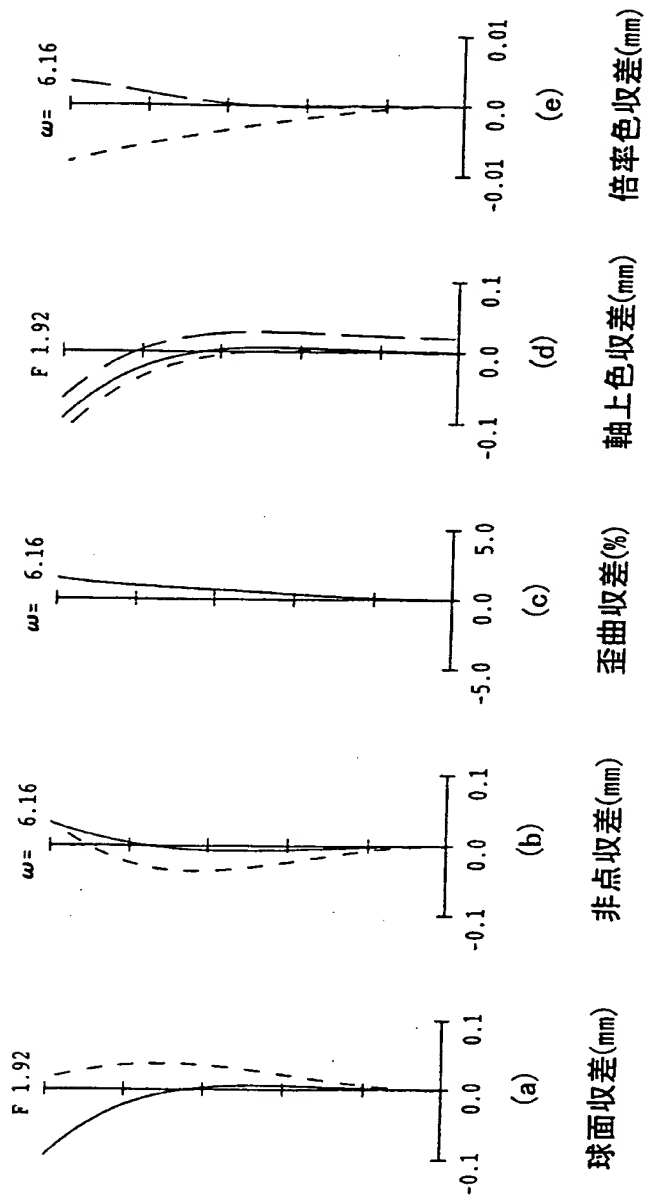 F 1.92
-0.1 0.0 0.1
(a)
球面収差(mm)
ω= 6.16
-0.1 0.0 0.1
(b)
非点収差(mm)
ω= 6.16
-5.0 0.0 5.0
(c)
歪曲収差(%)
F 1.92
-0.1 0.0 0.1
(d)
軸上色収差(mm)
ω= 6.16
-0.01 0.0 0.01
(e)
倍率色収差(mm)